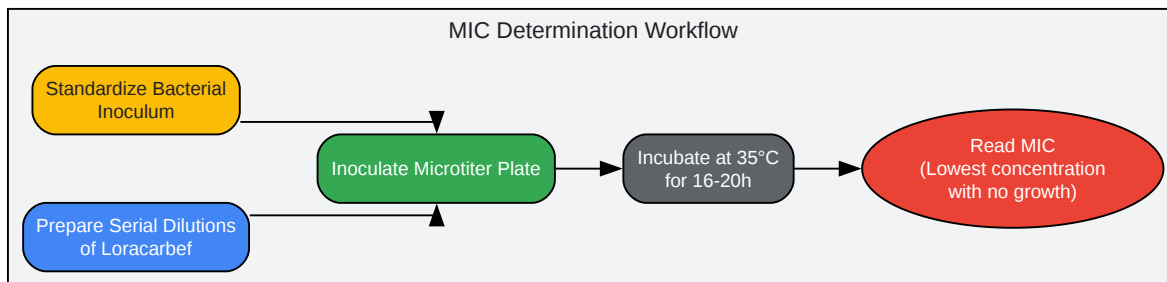 MIC Determination Workflow
Standardize Bacterial
Inoculum
Prepare Serial Dilutions
of Loracarbef
Inoculate Microtiter Plate
Incubate at 35°C
for 16-20h
Read MIC
(Lowest concentration
with no growth)